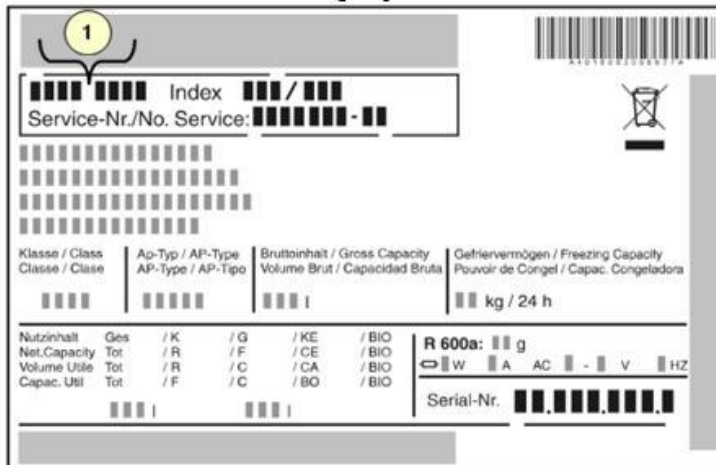 1
Index /
Service-Nr./No. Service: -
Klasse / Class
Classe / Clase
Ap-Typ / AP-Type
AP-Type / AP-Tipo
Bruttoinhalt / Gross Capacity
Volume Brut / Capacidad Bruta
Gefriervermögen / Freezing Capacity
Pouvoir de Congel / Capac. Congeladora
l
kg / 24 h
Nutzinhalt Ges / K / G / KE / BIO
Net.Capacity Tot / R / F / CE / BIO
Volume Utile Tot / R / C / CA / BIO
Capac. Util Tot / F / C / BO / BIO
l l
R 600a: g
W A AC - V HZ
Serial-Nr. . . .